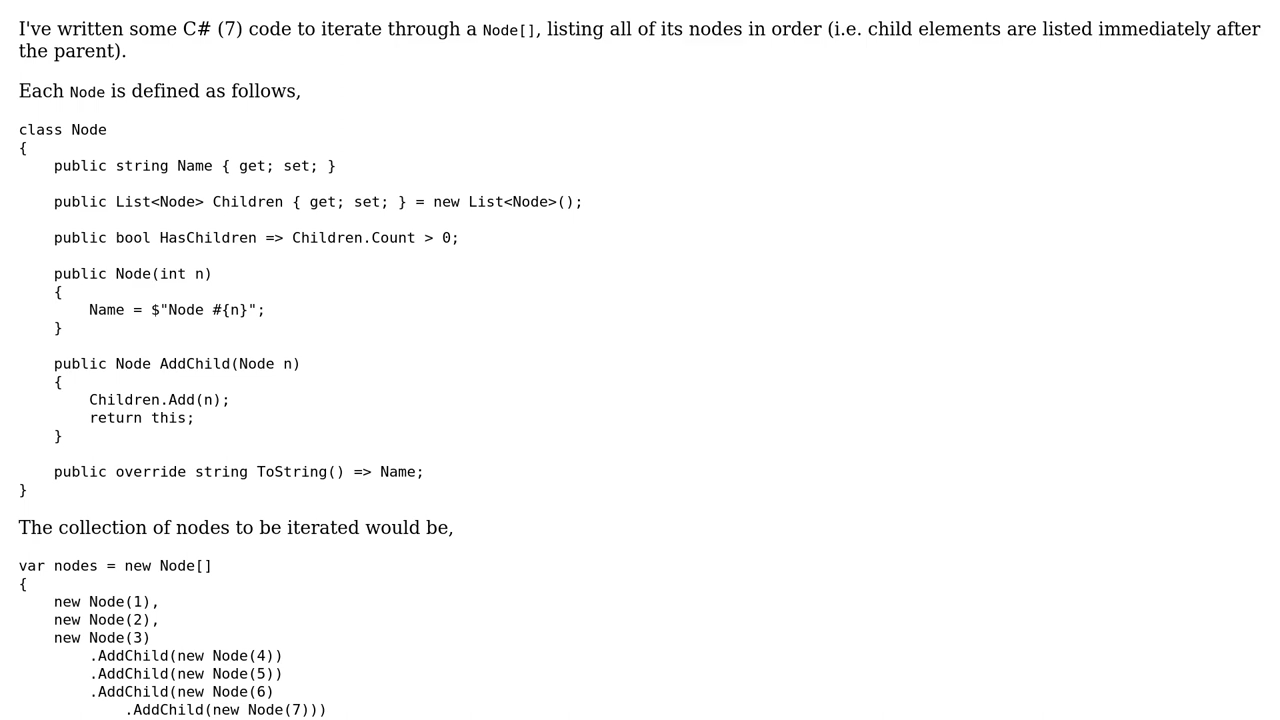 I've written some C# (7) code to iterate through a Node[], listing all of its nodes in order (i.e. child elements are listed immediately after
the parent).
Each Node is defined as follows,
class Node
{
    public string Name { get; set; }
    public List<Node> Children { get; set; } = new List<Node>();
    public bool HasChildren => Children.Count > 0;
    public Node(int n)
    {
        Name = $"Node #{n}";
    }
    public Node AddChild(Node n)
    {
        Children.Add(n);
        return this;
    }
    public override string ToString() => Name;
}
The collection of nodes to be iterated would be,
var nodes = new Node[]
{
    new Node(1),
    new Node(2),
    new Node(3)
        .AddChild(new Node(4))
        .AddChild(new Node(5))
        .AddChild(new Node(6)
            .AddChild(new Node(7)))